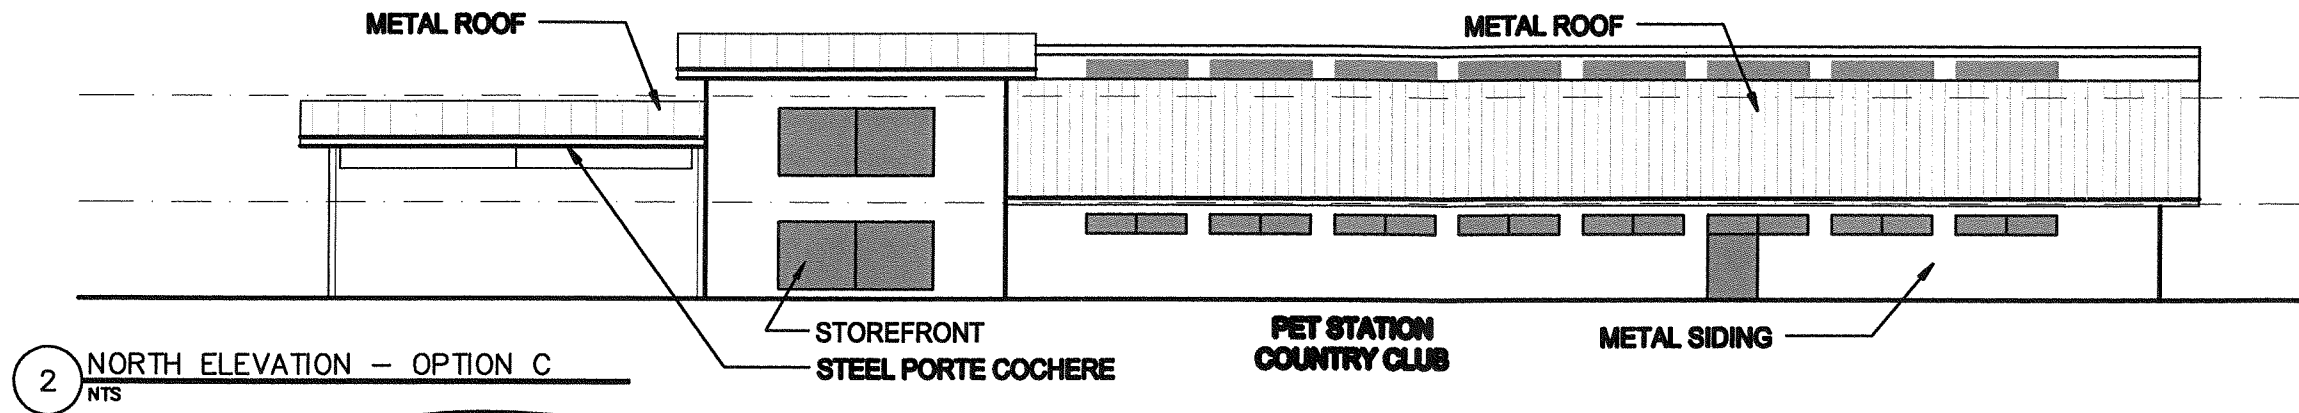 METAL ROOF
METAL ROOF
STOREFRONT
STEEL PORTE COCHERE
PET STATION
COUNTRY CLUB
METAL SIDING
2
NORTH ELEVATION – OPTION C
NTS